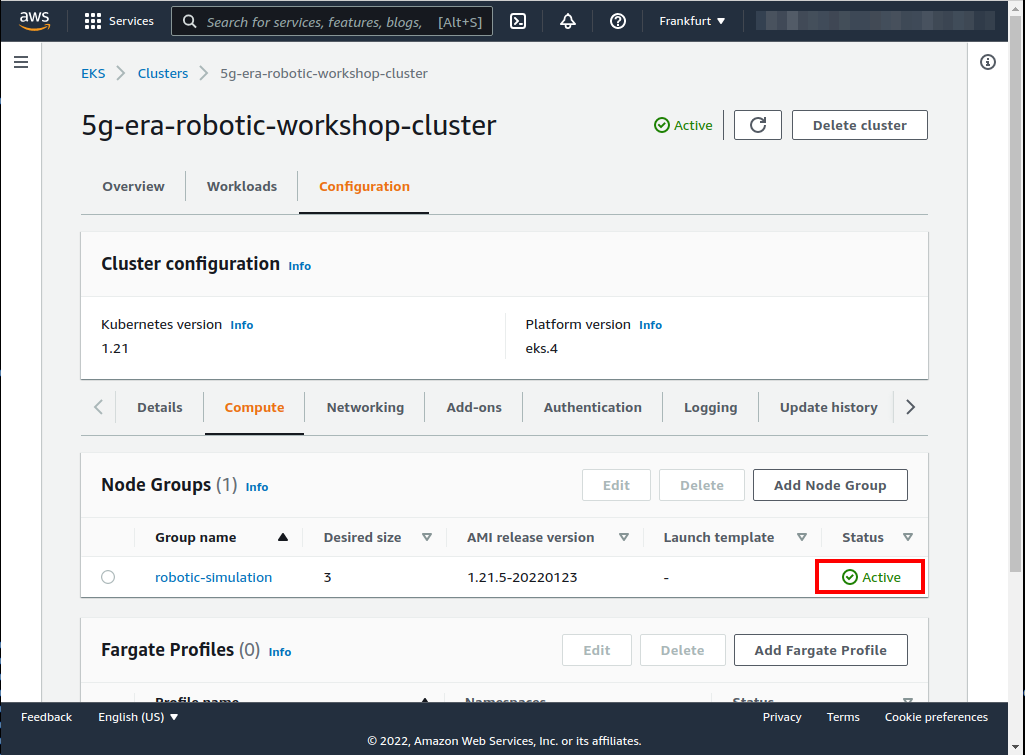 aws Services Search for services, features, blogs, [Alt+S] Frankfurt
EKS Clusters 5g-era-robotic-workshop-cluster
5g-era-robotic-workshop-cluster Active Delete cluster
Overview Workloads Configuration
Cluster configuration Info
Kubernetes version Info Platform version Info
1.21 eks.4
Details Compute Networking Add-ons Authentication Logging Update history
Node Groups (1) Info Edit Delete Add Node Group
Group name Desired size AMI release version Launch template Status
robotic-simulation 3 1.21.5-20220123 - Active
Fargate Profiles (0) Info Edit Delete Add Fargate Profile
Profile name Namespaces Status
Feedback English (US) Privacy Terms Cookie preferences
© 2022, Amazon Web Services, Inc. or its affiliates.